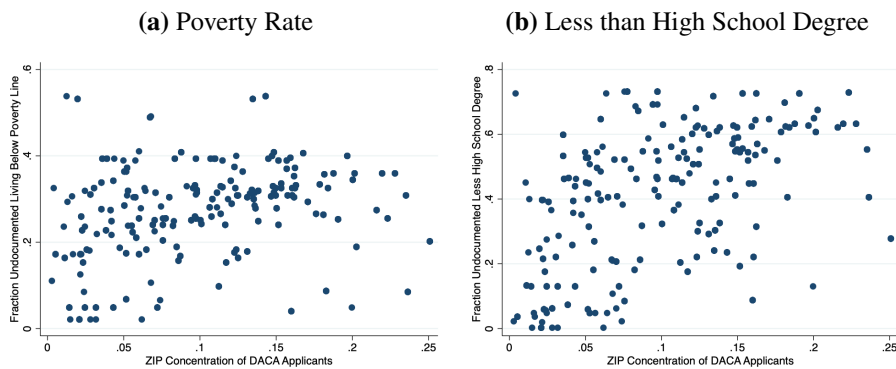 (a) Poverty Rate
(b) Less than High School Degree
Fraction Undocumented Living Below Poverty Line
0 .2 .4 .6
0 .05 .1 .15 .2 .25
ZIP Concentration of DACA Applicants
Fraction Undocumented Less High School Degree
0 .2 .4 .6 .8
0 .05 .1 .15 .2 .25
ZIP Concentration of DACA Applicants